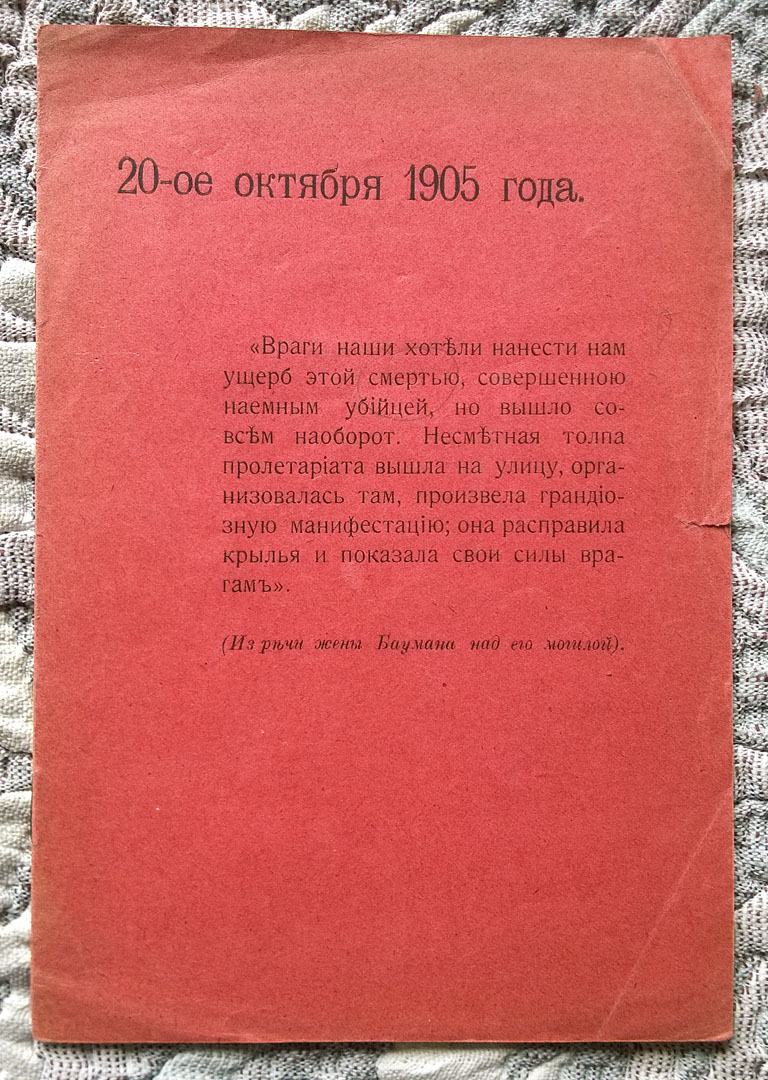 20-ое октября 1905 года.
«Враги наши хотѣли нанести нам
ущерб этой смертью, совершенною
наемным убійцей, но вышло со-
всѣм наоборот. Несмѣтная толпа
пролетаріата вышла на улицу, орга-
низовалась там, произвела грандіо-
зную манифестацію; она расправила
крылья и показала свои силы вра-
гамъ».
(Из рѣчи жены Баумана над его могилой).